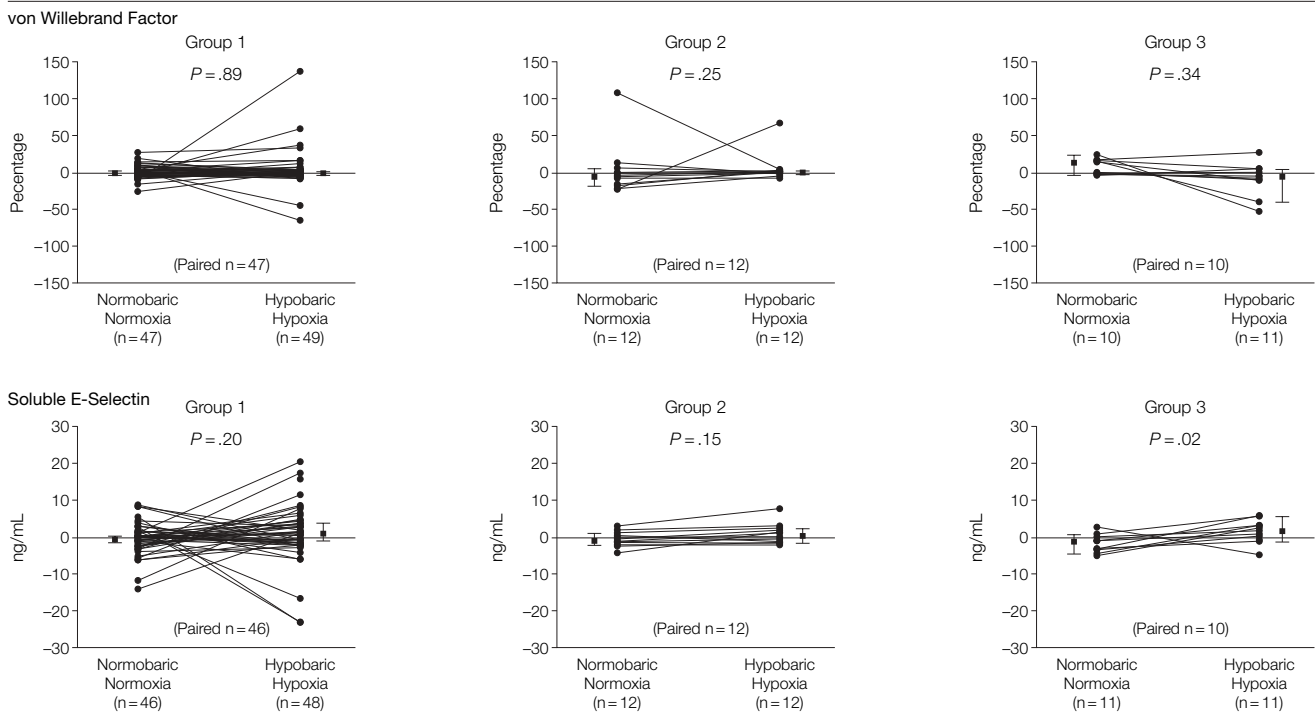 von Willebrand Factor
Group 1
P = .89
150
100
50
0
–50
–100
–150
Pecentage
(Paired n = 47)
Normobaric
Normoxia
(n = 47)
Hypobaric
Hypoxia
(n = 49)
Group 2
P = .25
150
100
50
0
–50
–100
–150
Percentage
(Paired n = 12)
Normobaric
Normoxia
(n = 12)
Hypobaric
Hypoxia
(n = 12)
Group 3
P = .34
150
100
50
0
–50
–100
–150
Percentage
(Paired n = 10)
Normobaric
Normoxia
(n = 10)
Hypobaric
Hypoxia
(n = 11)
Soluble E-Selectin
Group 1
P = .20
30
20
10
0
–10
–20
–30
ng/mL
(Paired n = 46)
Normobaric
Normoxia
(n = 46)
Hypobaric
Hypoxia
(n = 48)
Group 2
P = .15
30
20
10
0
–10
–20
–30
ng/mL
(Paired n = 12)
Normobaric
Normoxia
(n = 12)
Hypobaric
Hypoxia
(n = 12)
Group 3
P = .02
30
20
10
0
–10
–20
–30
ng/mL
(Paired n = 10)
Normobaric
Normoxia
(n = 11)
Hypobaric
Hypoxia
(n = 11)